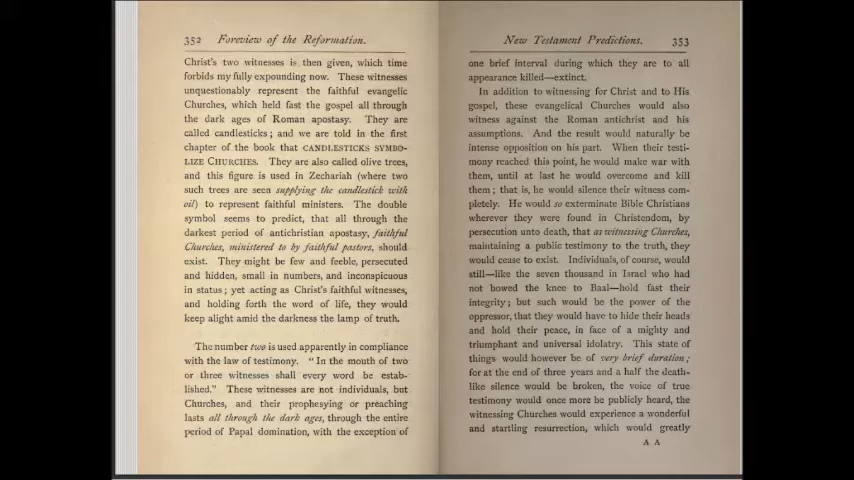 352 Foreview of the Reformation.
Christ's two witnesses is then given, which time
forbids my fully expounding now. These witnesses
unquestionably represent the faithful evangelic
Churches, which held fast the gospel all through
the dark ages of Roman apostasy. They are
called candlesticks; and we are told in the first
chapter of the book that CANDLESTICKS SYMBO-
LIZE CHURCHES. They are also called olive trees,
and this figure is used in Zechariah (where two
such trees are seen supplying the candlestick with
oil) to represent faithful ministers. The double
symbol seems to predict, that all through the
darkest period of antichristian apostasy, faithful
Churches, ministered to by faithful pastors, should
exist. They might be few and feeble, persecuted
and hidden, small in numbers, and inconspicuous
in status; yet acting as Christ's faithful witnesses,
and holding forth the word of life, they would
keep alight amid the darkness the lamp of truth.
The number two is used apparently in compliance
with the law of testimony. "In the mouth of two
or three witnesses shall every word be estab-
lished." These witnesses are not individuals, but
Churches, and their prophesying or preaching
lasts all through the dark ages, through the entire
period of Papal domination, with the exception of
New Testament Predictions. 353
one brief interval during which they are to all
appearance killed—extinct.
In addition to witnessing for Christ and to His
gospel, these evangelical Churches would also
witness against the Roman antichrist and his
assumptions. And the result would naturally be
intense opposition on his part. When their testi-
mony reached this point, he would make war with
them, until at last he would overcome and kill
them; that is, he would silence their witness com-
pletely. He would so exterminate Bible Christians
wherever they were found in Christendom, by
persecution unto death, that as witnessing Churches,
maintaining a public testimony to the truth, they
would cease to exist. Individuals, of course, would
still—like the seven thousand in Israel who had
not bowed the knee to Baal—hold fast their
integrity; but such would be the power of the
oppressor, that they would have to hide their heads
and hold their peace, in face of a mighty and
triumphant and universal idolatry. This state of
things would however be of very brief duration;
for at the end of three years and a half the death-
like silence would be broken, the voice of true
testimony would once more be publicly heard, the
witnessing Churches would experience a wonderful
and startling resurrection, which would greatly
A A